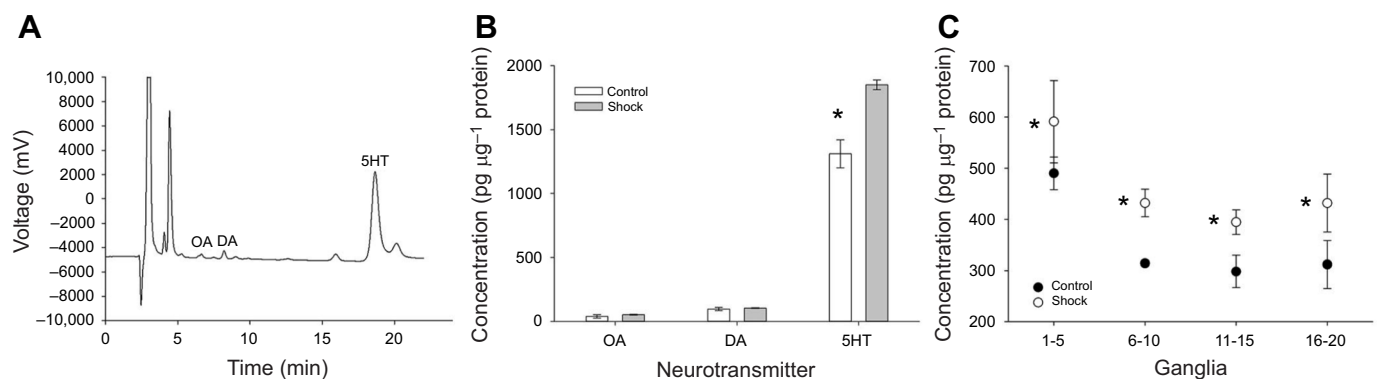 A
Voltage (mV)
10,000
8000
6000
4000
2000
0
–2000
–4000
–6000
–8000
–10,000
OA DA
5HT
0 5 10 15 20
Time (min)
B
Concentration (pg µg–1 protein)
2000
1500
1000
500
0
Control
Shock
*
OA DA 5HT
Neurotransmitter
C
Concentration (pg µg–1 protein)
700
600
500
400
300
200
* * * *
Control
Shock
1-5 6-10 11-15 16-20
Ganglia